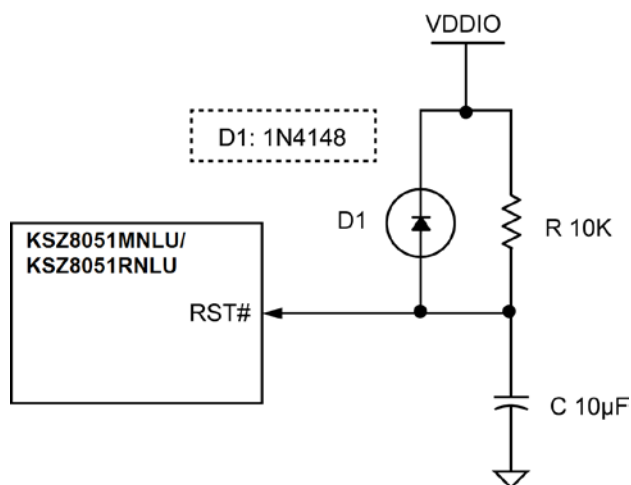 VDDIO
D1: 1N4148
D1
R 10K
KSZ8051MNLU/
KSZ8051RNLU
RST#
C 10µF